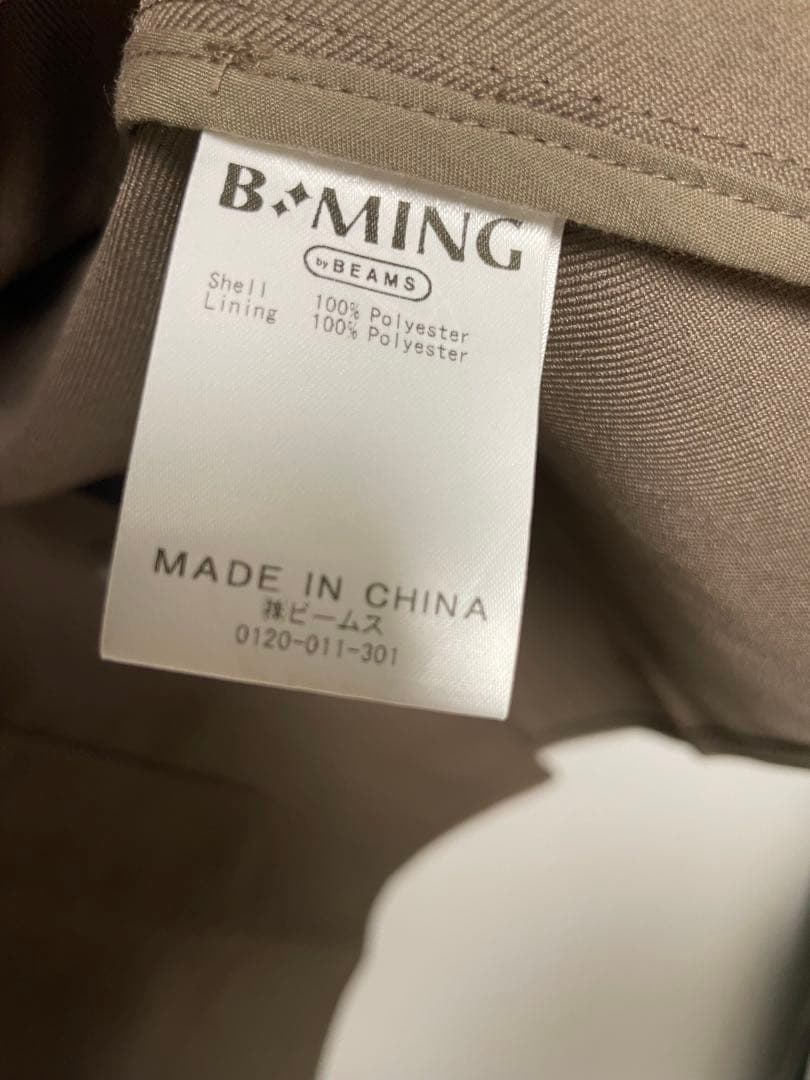 B:MING
by BEAMS
Shell 100% Polyester
Lining 100% Polyester
MADE IN CHINA
㈱ビームス
0120-011-301